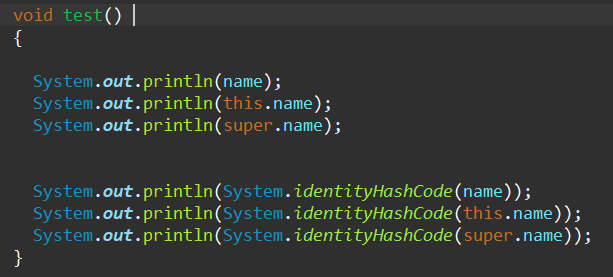 void test()
{
System.out.println(name);
System.out.println(this.name);
System.out.println(super.name);
System.out.println(System.identityHashCode(name));
System.out.println(System.identityHashCode(this.name));
System.out.println(System.identityHashCode(super.name));
}